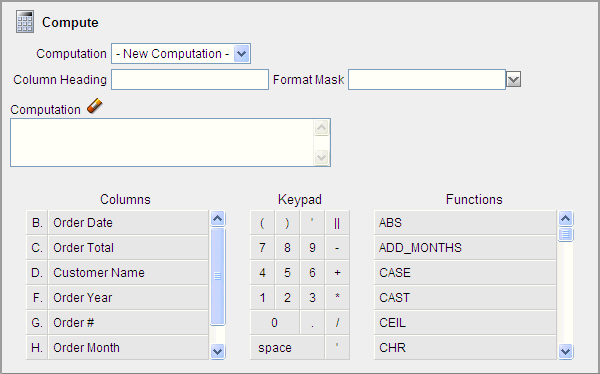 Compute
Computation - New Computation -
Column Heading Format Mask
Computation
Columns Keypad Functions
B. Order Date ( ) ' || ABS
C. Order Total 7 8 9 - ADD_MONTHS
D. Customer Name 4 5 6 + CASE
F. Order Year 1 2 3 * CAST
G. Order # 0 . / CEIL
H. Order Month space ' CHR